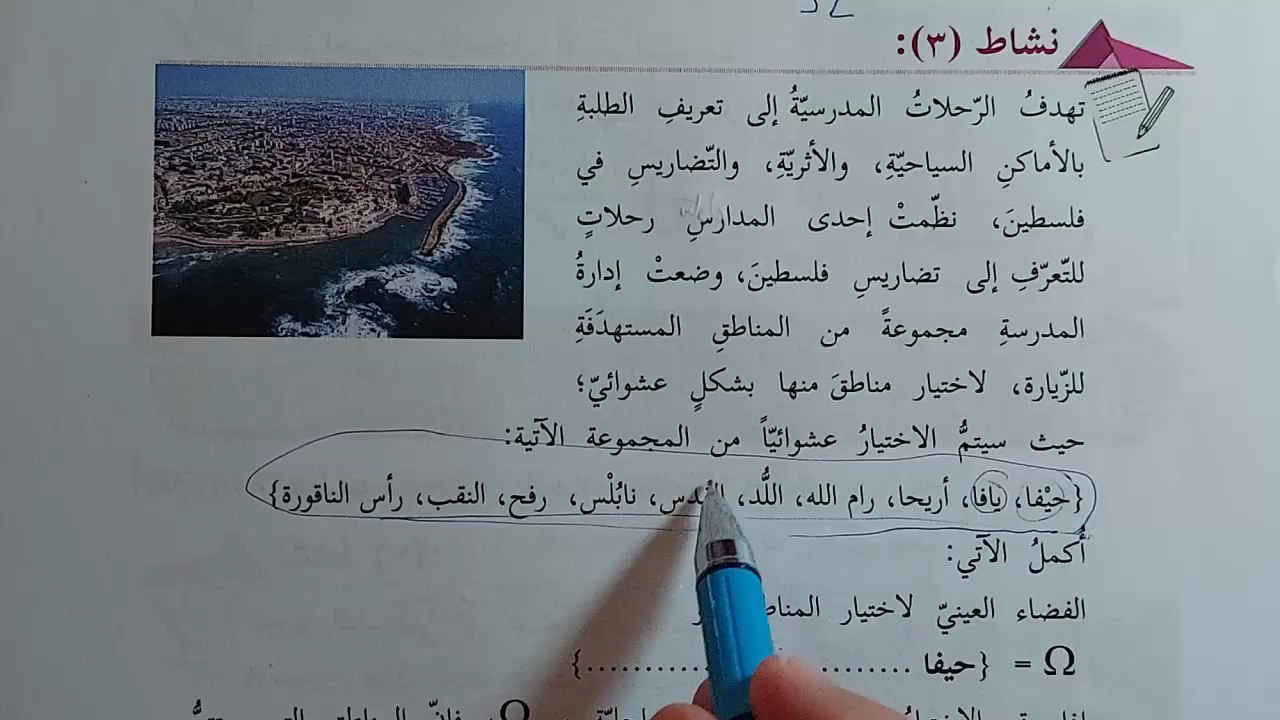 نشاط (٣):
تهدفُ الرّحلاتُ المدرسيّةُ إلى تعريفِ الطلبةِ
بالأماكنِ السياحيّةِ، والأثريّةِ، والتّضاريسِ في
فلسطينَ، نظّمتْ إحدى المدارسِ رحلاتٍ
للتّعرّفِ إلى تضاريسِ فلسطينَ، وضعتْ إدارةُ
المدرسةِ مجموعةً من المناطقِ المستهدَفَةِ
للزّيارة، لاختيار مناطقَ منها بشكلٍ عشوائيّ؛
حيث سيتمُّ الاختيارُ عشوائيّاً من المجموعة الآتية:
{حيْفا، يافا، أريحا، رام الله، اللُّد، القدس، نابُلْس، رفح، النقب، رأس الناقورة}
أُكملُ الآتي:
الفضاء العينيّ لاختيار
Ω = {حيفا ....................}